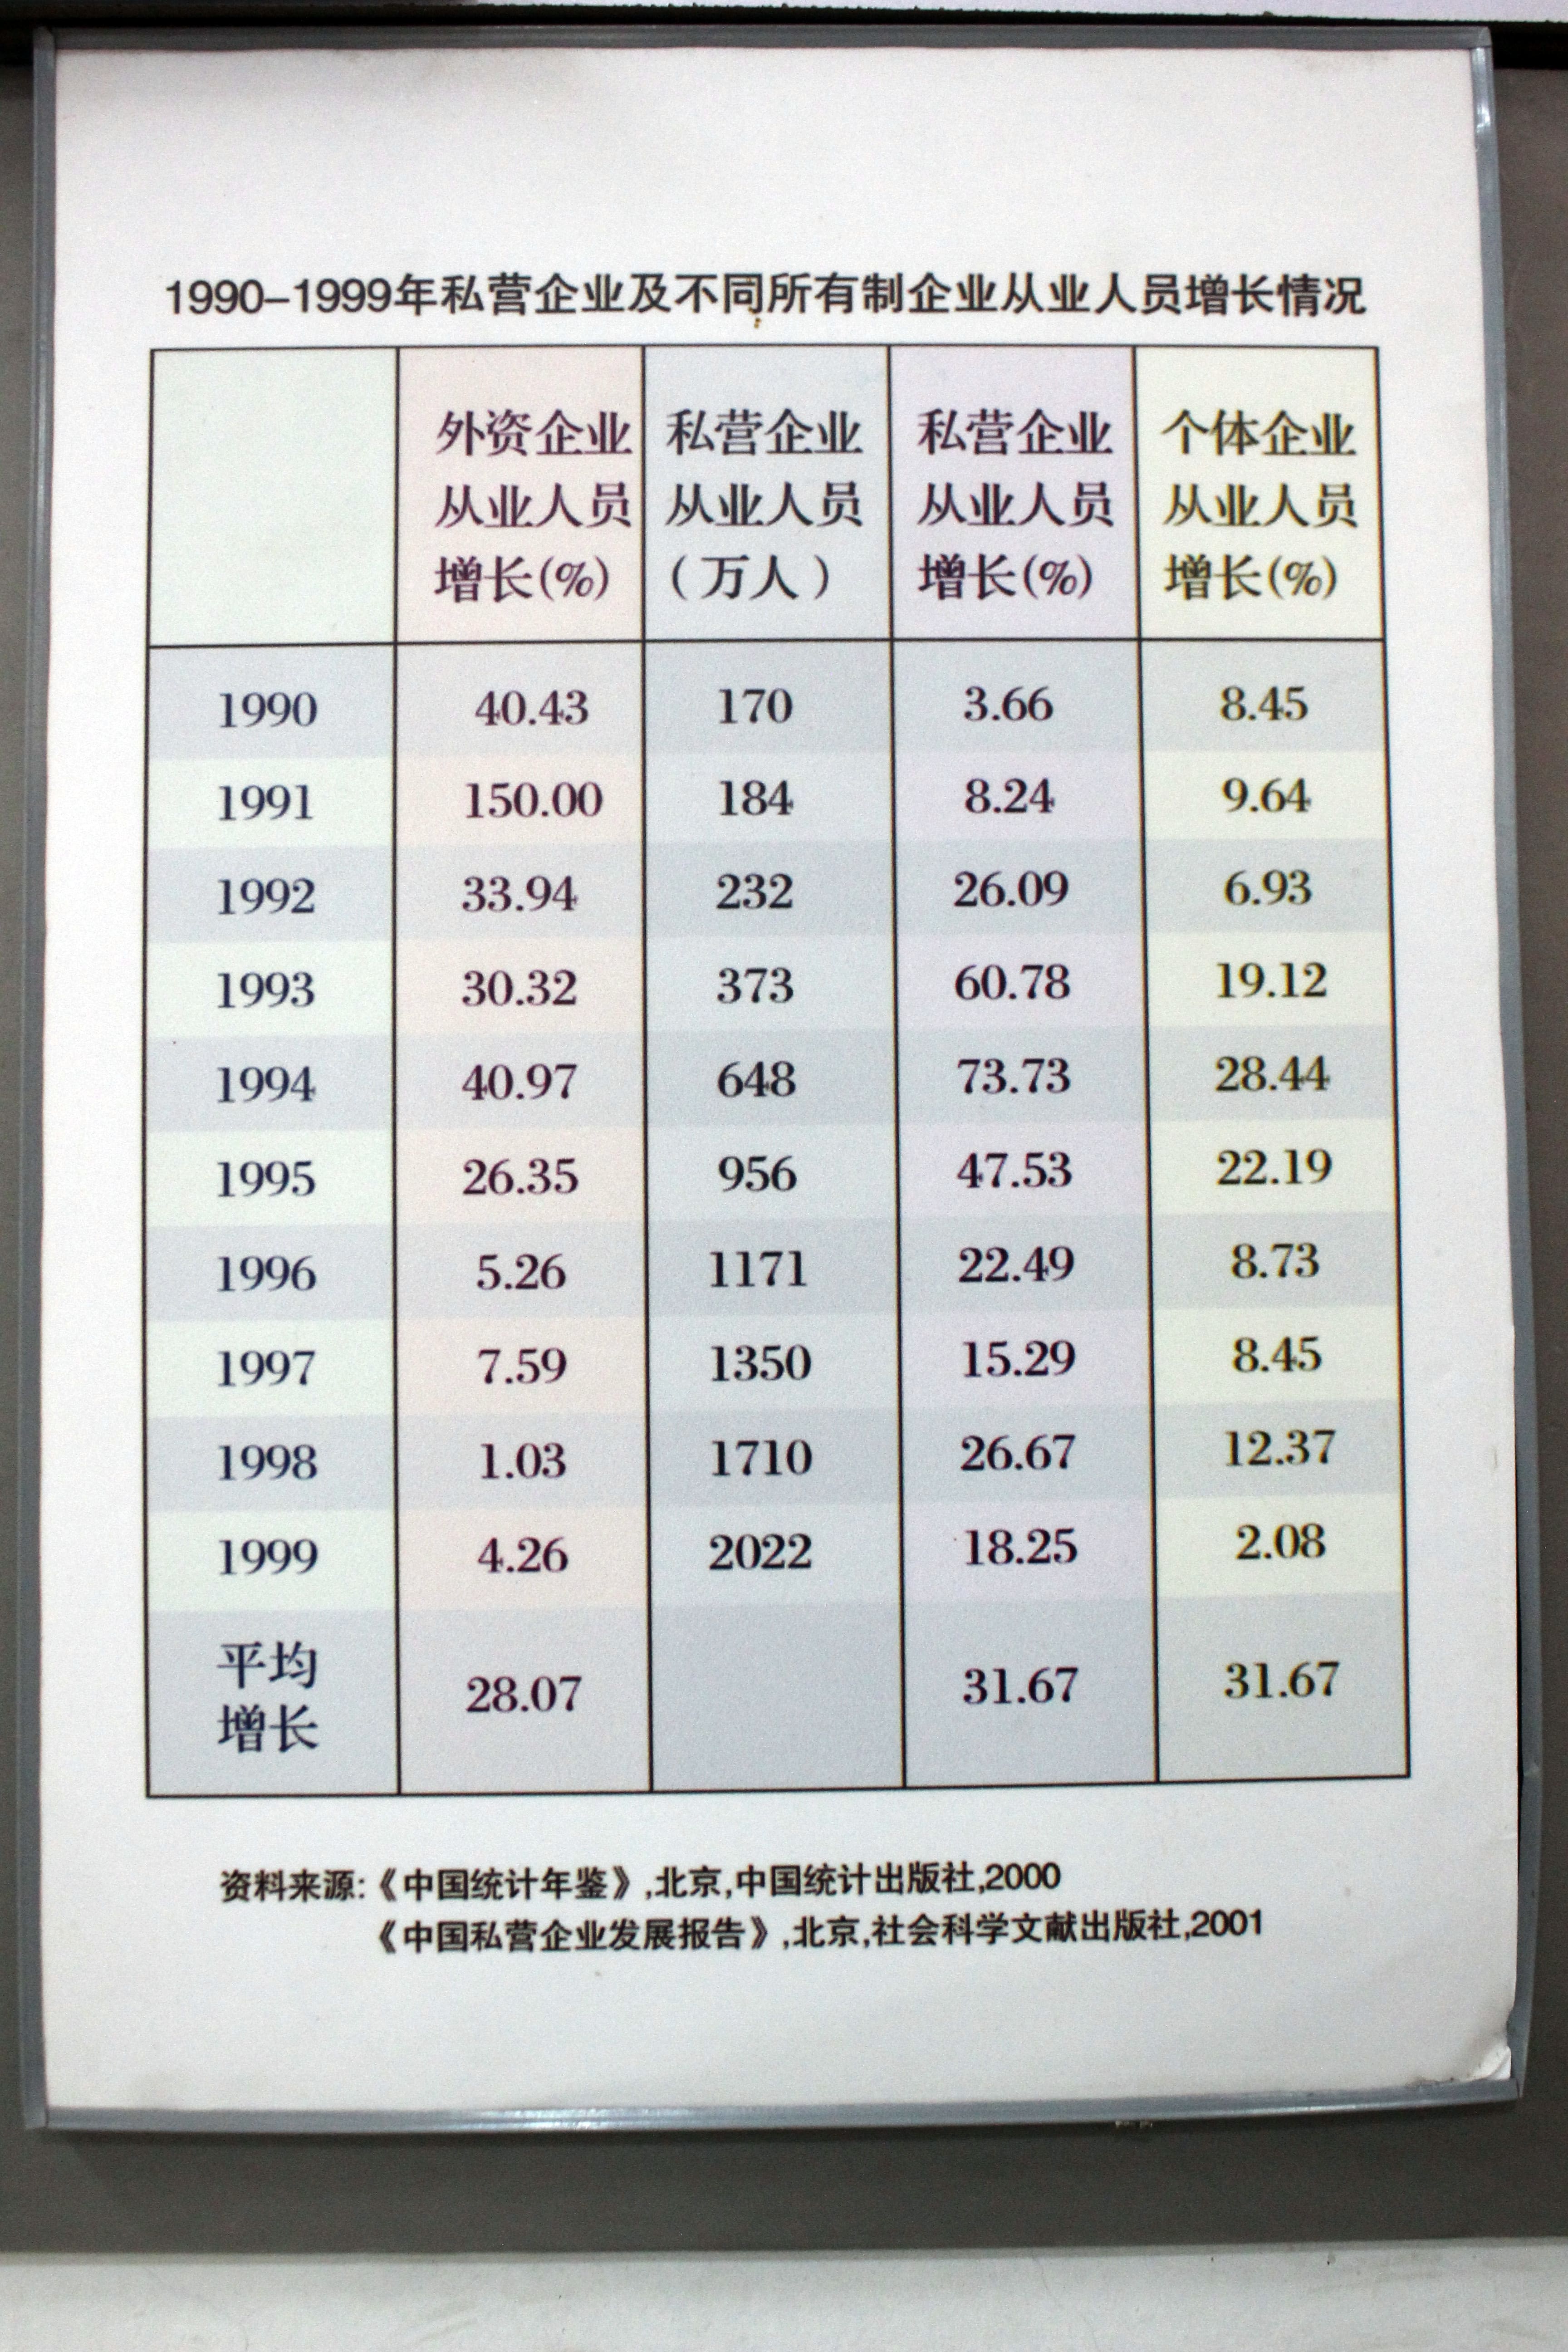 1990–1999年私营企业及不同所有制企业从业人员增长情况
外资企业 私营企业 私营企业 个体企业
从业人员 从业人员 从业人员 从业人员
增长(%) (万人) 增长(%) 增长(%)
1990 40.43 170 3.66 8.45
1991 150.00 184 8.24 9.64
1992 33.94 232 26.09 6.93
1993 30.32 373 60.78 19.12
1994 40.97 648 73.73 28.44
1995 26.35 956 47.53 22.19
1996 5.26 1171 22.49 8.73
1997 7.59 1350 15.29 8.45
1998 1.03 1710 26.67 12.37
1999 4.26 2022 18.25 2.08
平均
增长 28.07 31.67 31.67
资料来源:《中国统计年鉴》,北京,中国统计出版社,2000
《中国私营企业发展报告》,北京,社会科学文献出版社,2001